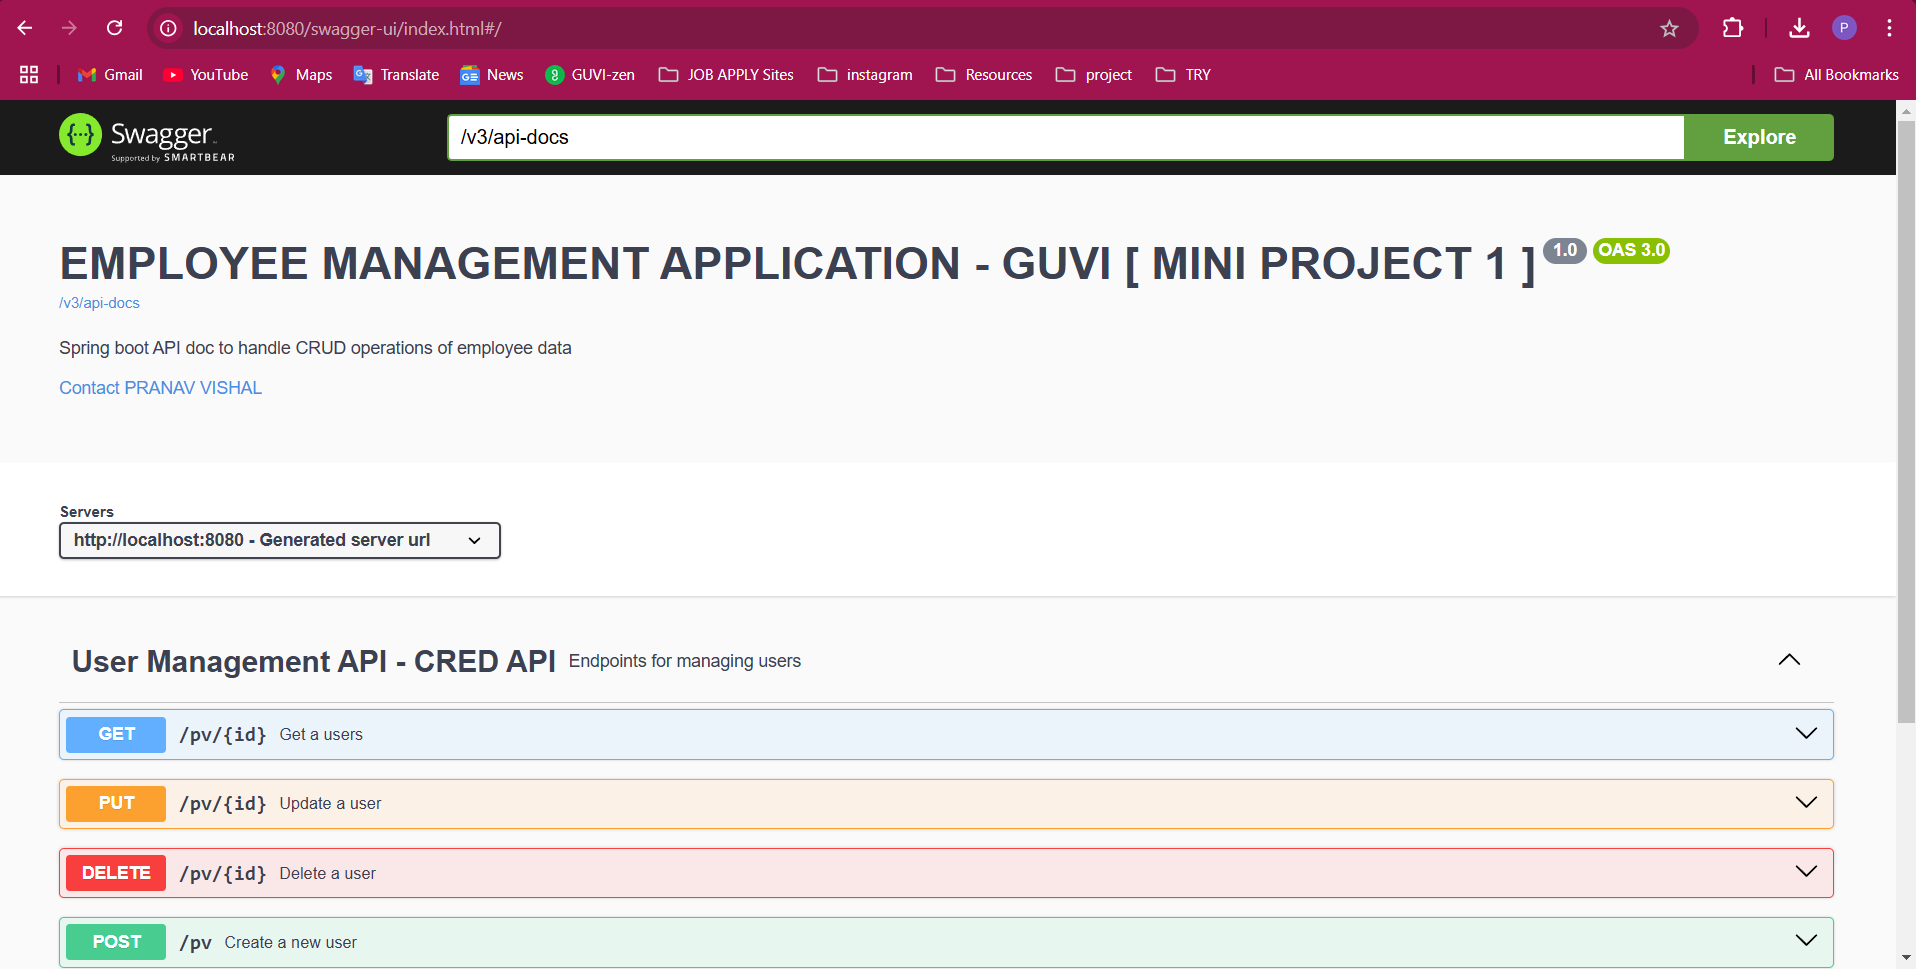 localhost:8080/swagger-ui/index.html#/
P
Gmail YouTube Maps Translate News GUVI-zen JOB APPLY Sites instagram Resources project TRY All Bookmarks
{...} Swagger
Supported by SMARTBEAR
/v3/api-docs Explore
EMPLOYEE MANAGEMENT APPLICATION - GUVI [ MINI PROJECT 1 ] 1.0 OAS 3.0
/v3/api-docs
Spring boot API doc to handle CRUD operations of employee data
Contact PRANAV VISHAL
Servers
http://localhost:8080 - Generated server url
User Management API - CRED API Endpoints for managing users
GET /pv/{id} Get a users
PUT /pv/{id} Update a user
DELETE /pv/{id} Delete a user
POST /pv Create a new user